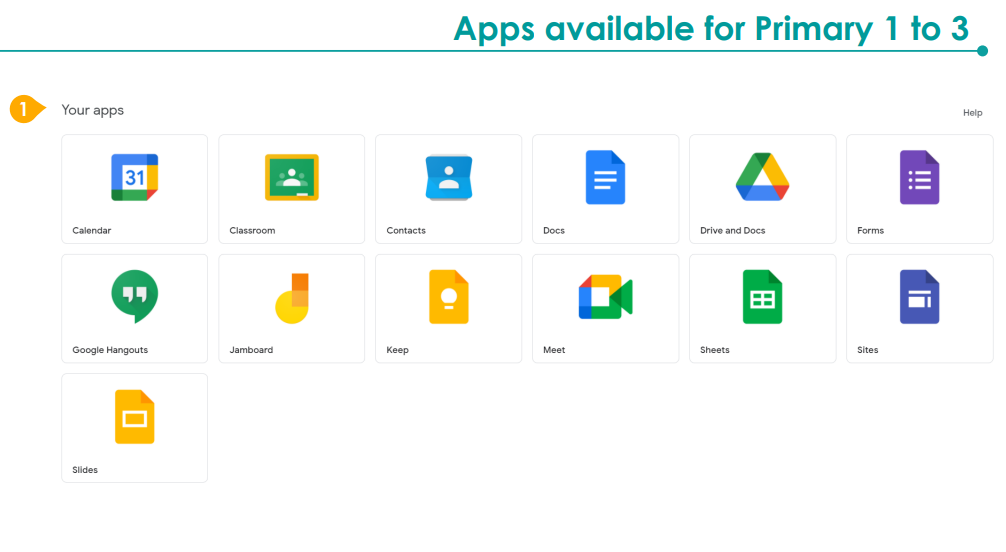 Apps available for Primary 1 to 3
1
Your apps
Help
31
Calendar
Classroom
Contacts
Docs
Drive and Docs
Forms
Google Hangouts
Jamboard
Keep
Meet
Sheets
Sites
Slides